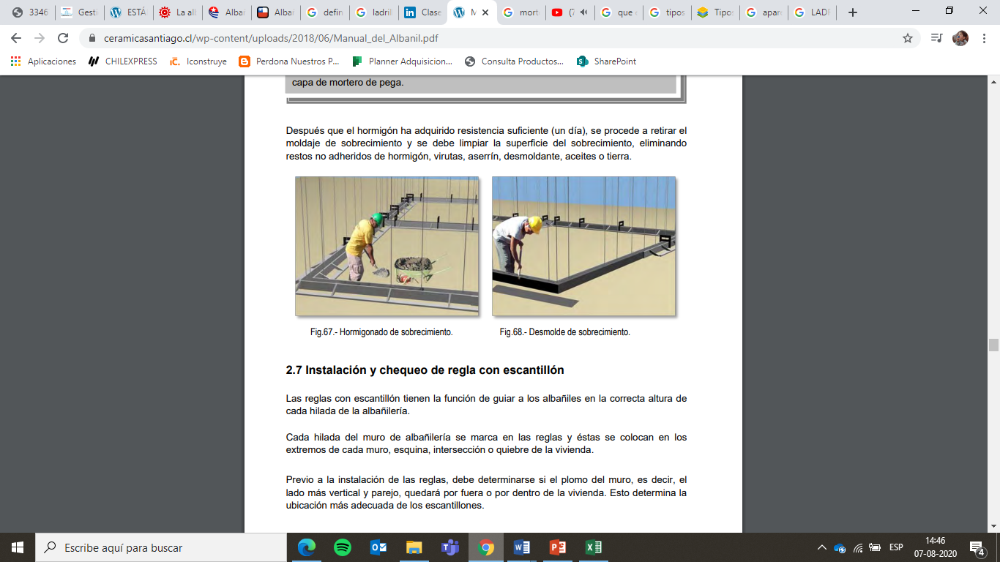 3346
Gesti
ESTÁ
La alb
Albañ
Albañ
defin
ladrill
Clase
M
morte
(7
que e
tipos
Tipos
apare
LADR
ceramicasantiago.cl/wp-content/uploads/2018/06/Manual_del_Albanil.pdf
Aplicaciones
CHILEXPRESS
Iconstruye
Perdona Nuestros P...
Planner Adquisicion...
Consulta Productos...
SharePoint
capa de mortero de pega.
Después que el hormigón ha adquirido resistencia suficiente (un día), se procede a retirar el
moldaje de sobrecimiento y se debe limpiar la superficie del sobrecimiento, eliminando
restos no adheridos de hormigón, virutas, aserrín, desmoldante, aceites o tierra.
Fig.67.- Hormigonado de sobrecimiento.
Fig.68.- Desmolde de sobrecimiento.
2.7 Instalación y chequeo de regla con escantillón
Las reglas con escantillón tienen la función de guiar a los albañiles en la correcta altura de
cada hilada de la albañilería.
Cada hilada del muro de albañilería se marca en las reglas y éstas se colocan en los
extremos de cada muro, esquina, intersección o quiebre de la vivienda.
Previo a la instalación de las reglas, debe determinarse si el plomo del muro, es decir, el
lado más vertical y parejo, quedará por fuera o por dentro de la vivienda. Esto determina la
ubicación más adecuada de los escantillones.
Escribe aquí para buscar
ESP
14:46
07-08-2020
4